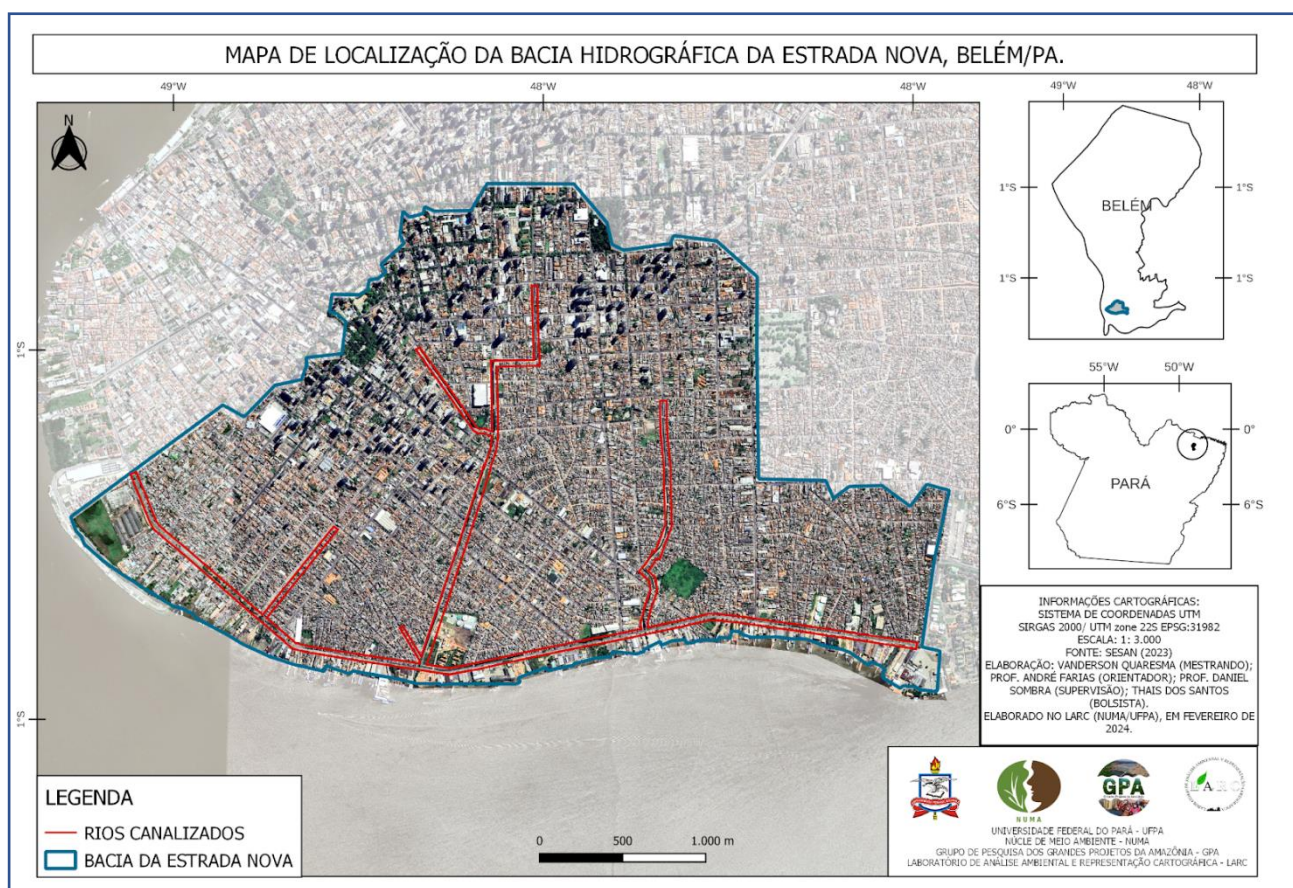 MAPA DE LOCALIZAÇÃO DA BACIA HIDROGRÁFICA DA ESTRADA NOVA, BELÉM/PA.
49°W
48°W
48°W
N
1°S
1°S
49°W
48°W
1°S
1°S
BELÉM
1°S
1°S
55°W
50°W
0°
0°
PARÁ
6°S
6°S
INFORMAÇÕES CARTOGRÁFICAS:
SISTEMA DE COORDENADAS UTM
SIRGAS 2000/ UTM zone 22S EPSG:31982
ESCALA: 1: 3.000
FONTE: SESAN (2023)
ELABORAÇÃO: VANDERSON QUARESMA (MESTRANDO);
PROF. ANDRÉ FARIAS (ORIENTADOR); PROF. DANIEL
SOMBRA (SUPERVISÃO); THAIS DOS SANTOS
(BOLSISTA).
ELABORADO NO LARC (NUMA/UFPA), EM FEVEREIRO DE
2024.
LEGENDA
RIOS CANALIZADOS
BACIA DA ESTRADA NOVA
0 500 1.000 m
NUMA
GPA
LARC
UNIVERSIDADE FEDERAL DO PARÁ - UFPA
NÚCLE DE MEIO AMBIENTE - NUMA
GRUPO DE PESQUISA DOS GRANDES PROJETOS DA AMAZÔNIA - GPA
LABORATÓRIO DE ANÁLISE AMBIENTAL E REPRESENTAÇÃO CARTOGRÁFICA - LARC